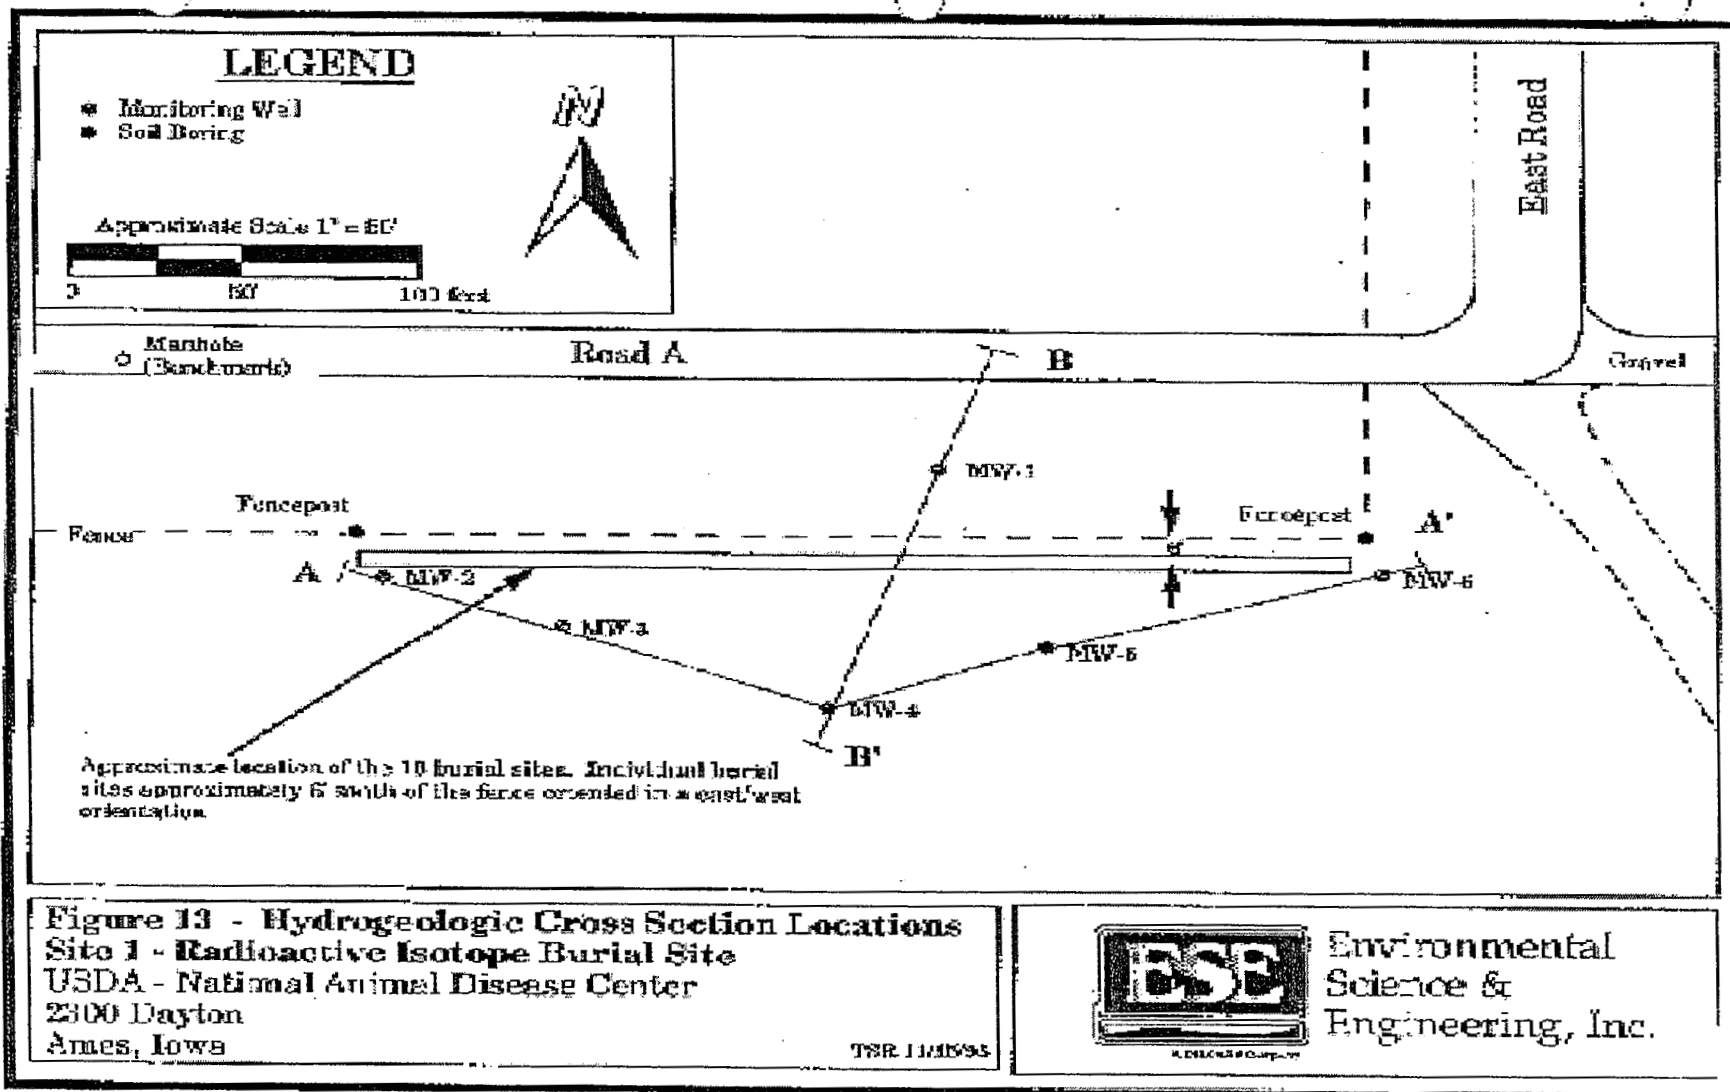 LEGEND
Monitoring Well
Soil Boring
N
Approximate Scale 1" = 60'
0 50' 100 feet
East Road
Manhole
(Benchmark)
Road A
B
Gravel
MW-1
Fencepost
Fencepost
A'
Fence
A
MW-2
MW-6
MW-3
MW-5
MW-4
B'
Approximate location of the burial sites. Individual burial
sites approximately 6' south of the fence oriented in a east/west
orientation.
Figure 13 - Hydrogeologic Cross Section Locations
Site 1 - Radioactive Isotope Burial Site
USDA - National Animal Disease Center
2300 Dayton
Ames, Iowa
TSR
ESE
Environmental
Science &
Engineering, Inc.